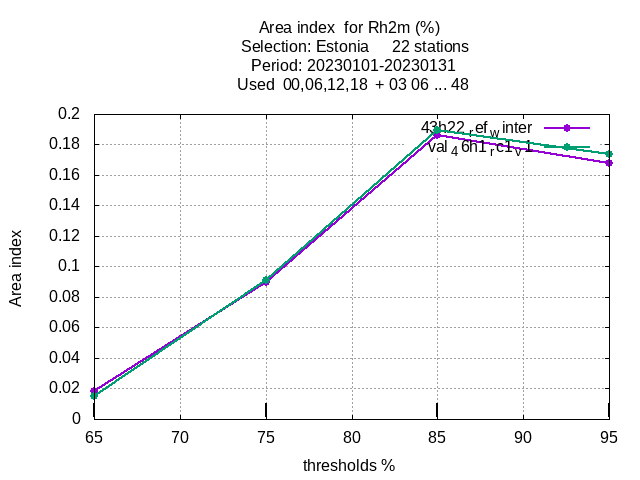 Area index  for Rh2m (%)
Selection: Estonia     22 stations
Period: 20230101-20230131
Used  00,06,12,18  + 03 06 ... 48
0.2
0.18
0.16
0.14
0.12
0.1
0.08
0.06
0.04
0.02
0
Area index
43h22ᵣef_winter
val₄6h1ᵣc1ᵥ1
65 70 75 80 85 90 95
thresholds %